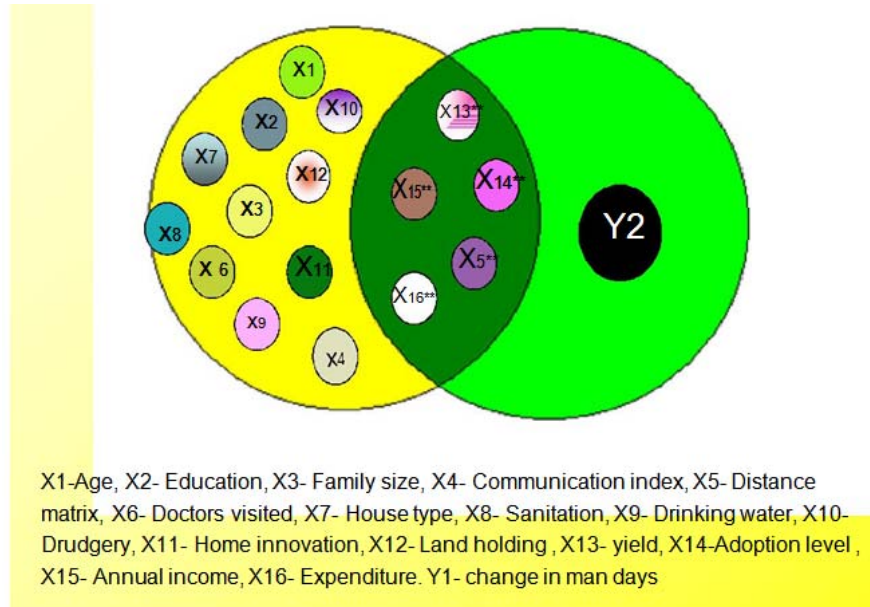 X1
X10
X13**
X2
X7
X12
X14**
X15**
X3
Y2
X8
X5**
X 6
X11
X16**
X9
X4
X1-Age, X2- Education, X3- Family size, X4- Communication index, X5- Distance
matrix, X6- Doctors visited, X7- House type, X8- Sanitation, X9- Drinking water, X10-
Drudgery, X11- Home innovation, X12- Land holding , X13- yield, X14-Adoption level ,
X15- Annual income, X16- Expenditure. Y1- change in man days